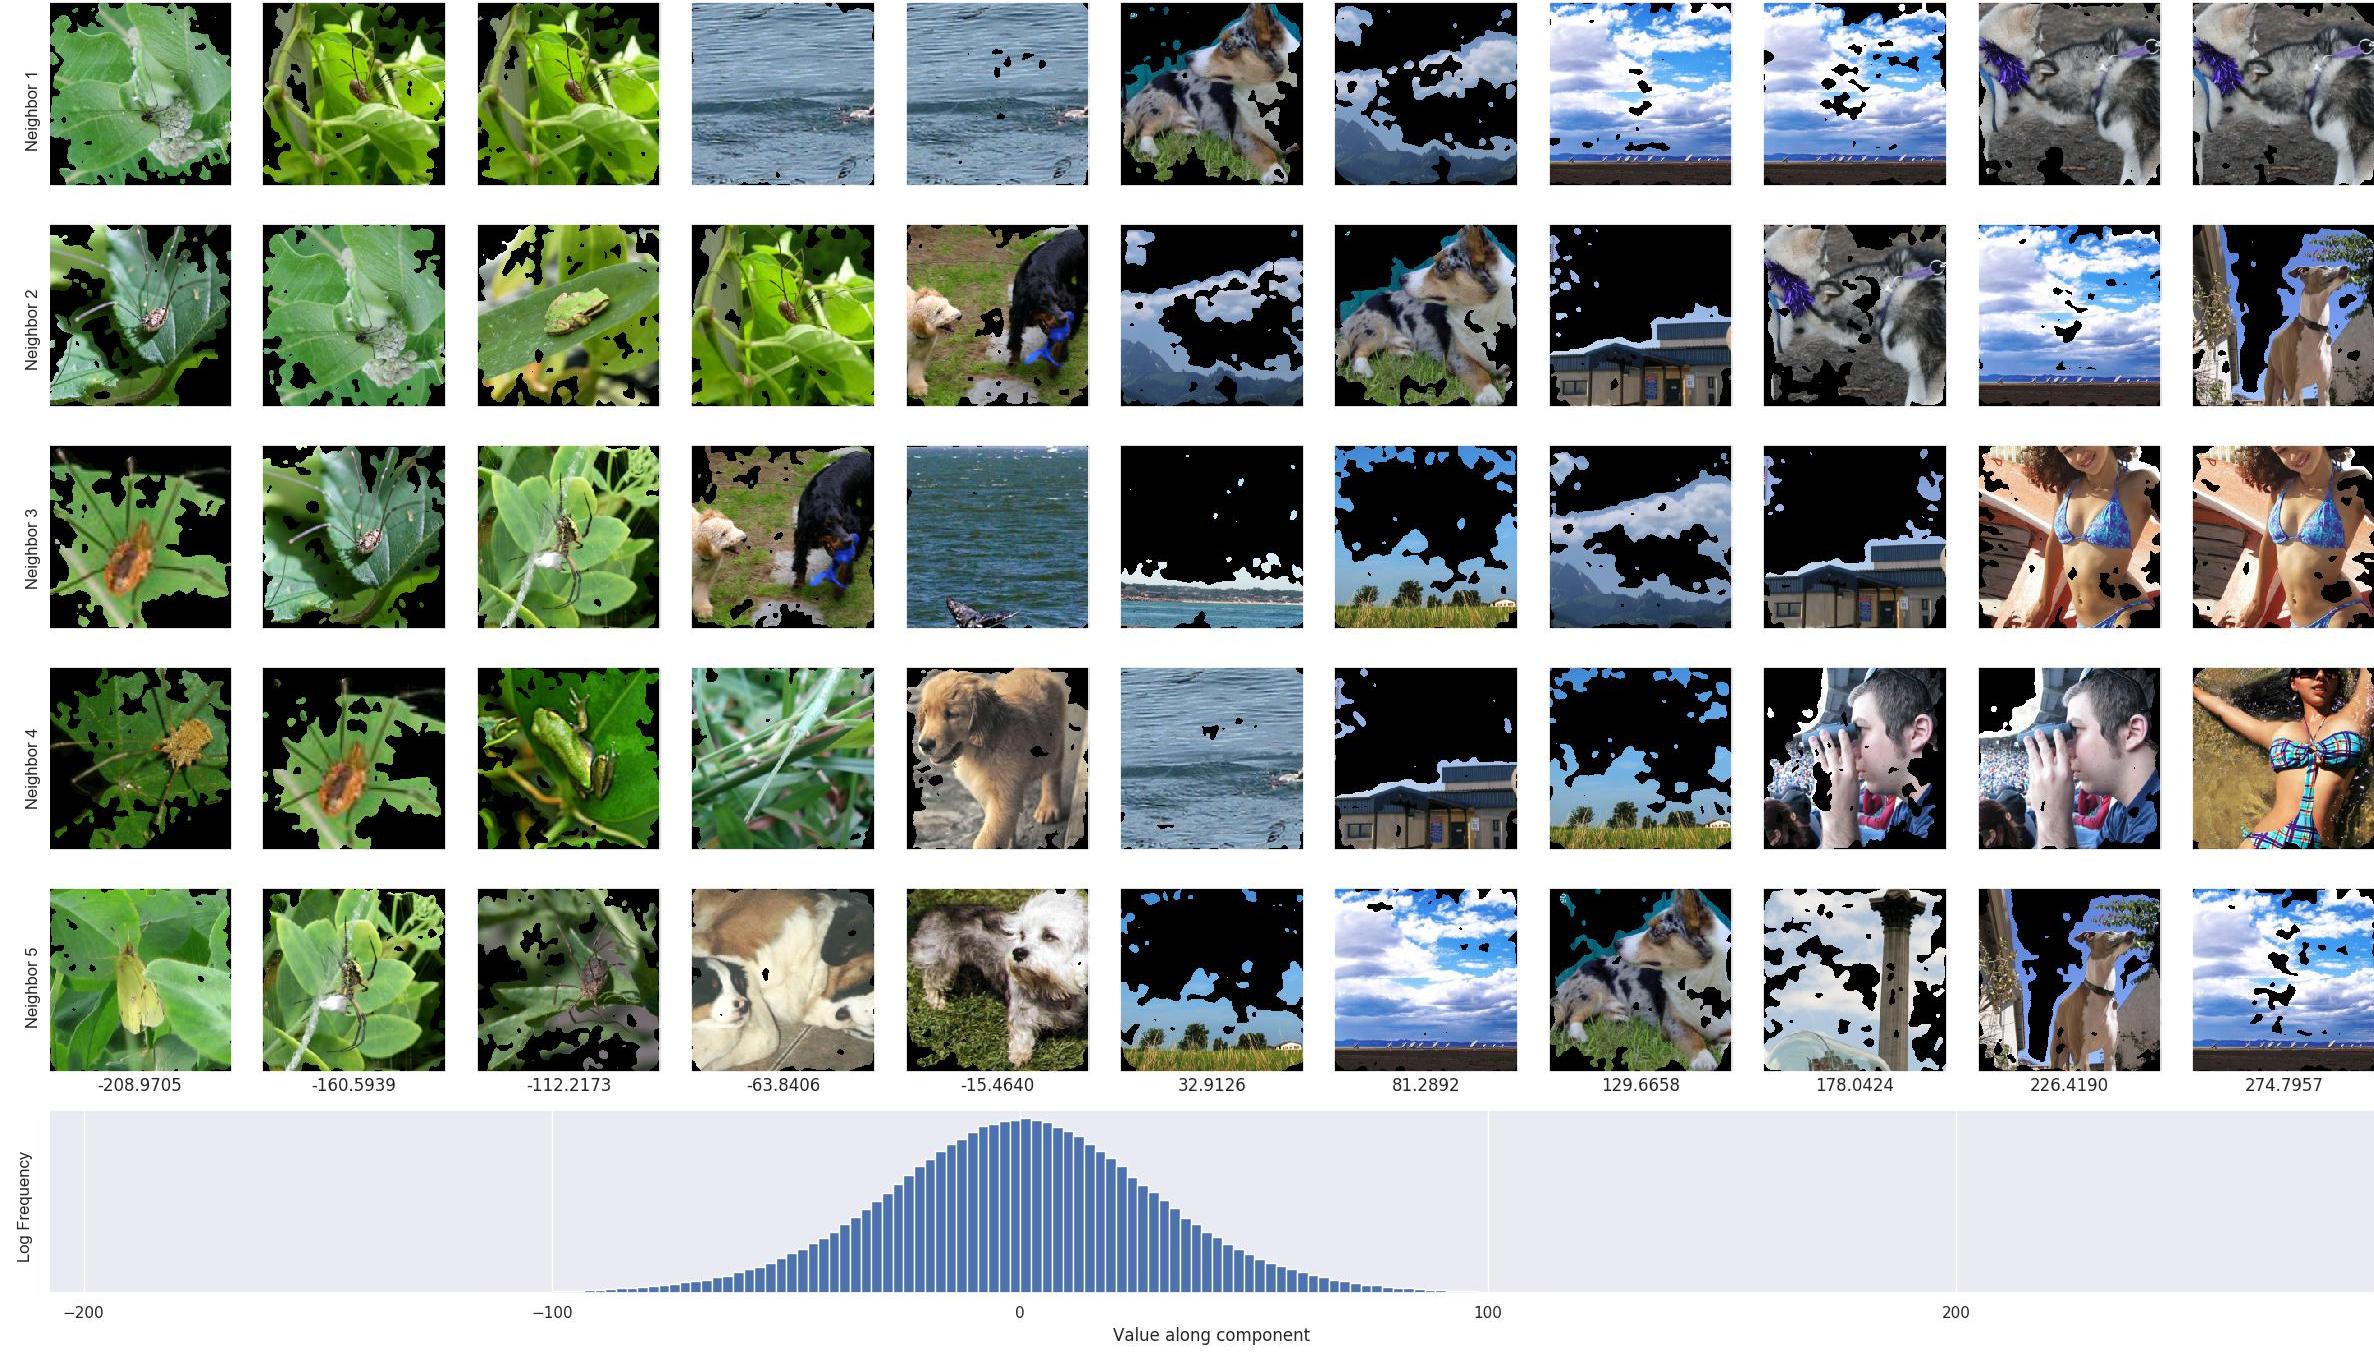 Neighbor 1
Neighbor 2
Neighbor 3
Neighbor 4
Neighbor 5
-208.9705 -160.5939 -112.2173 -63.8406 -15.4640 32.9126 81.2892 129.6658 178.0424 226.4190 274.7957
Log Frequency
−200 −100 0 100 200
Value along component